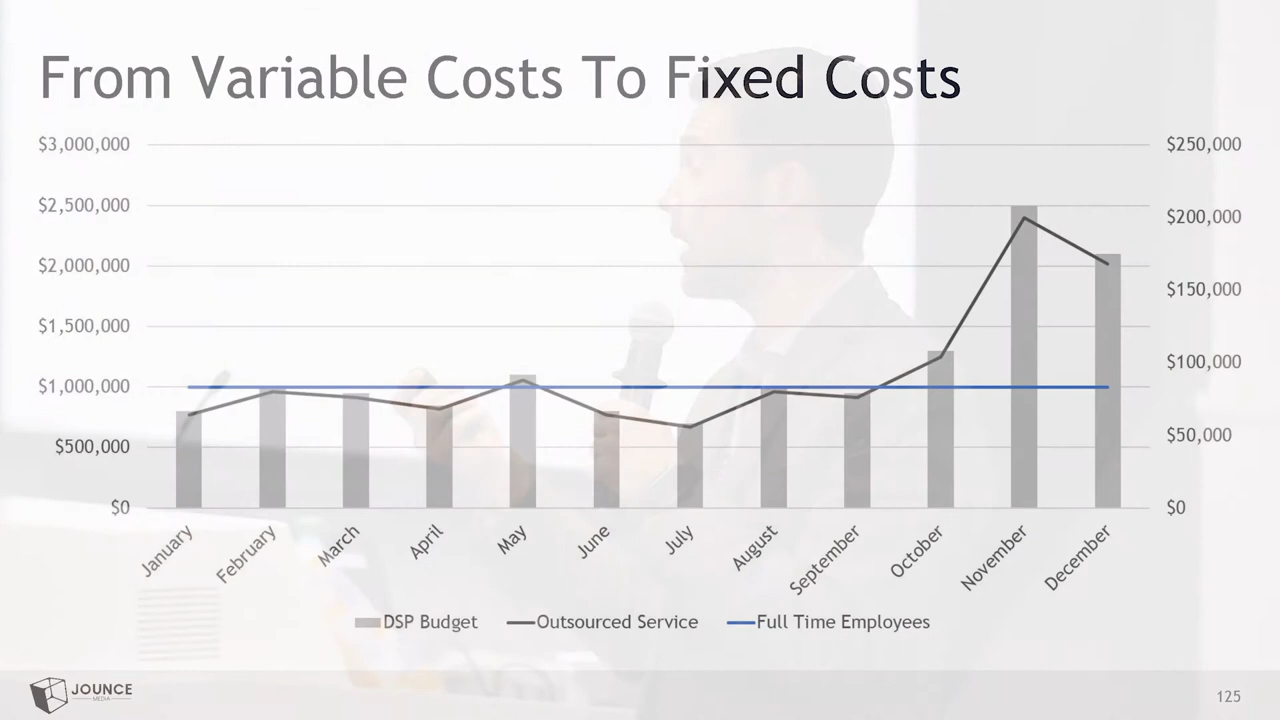 From Variable Costs To Fixed Costs
$3,000,000
$2,500,000
$2,000,000
$1,500,000
$1,000,000
$500,000
$0
$250,000
$200,000
$150,000
$100,000
$50,000
$0
January
February
March
April
May
June
July
August
September
October
November
December
DSP Budget
Outsourced Service
Full Time Employees
JOUNCE
MEDIA
125